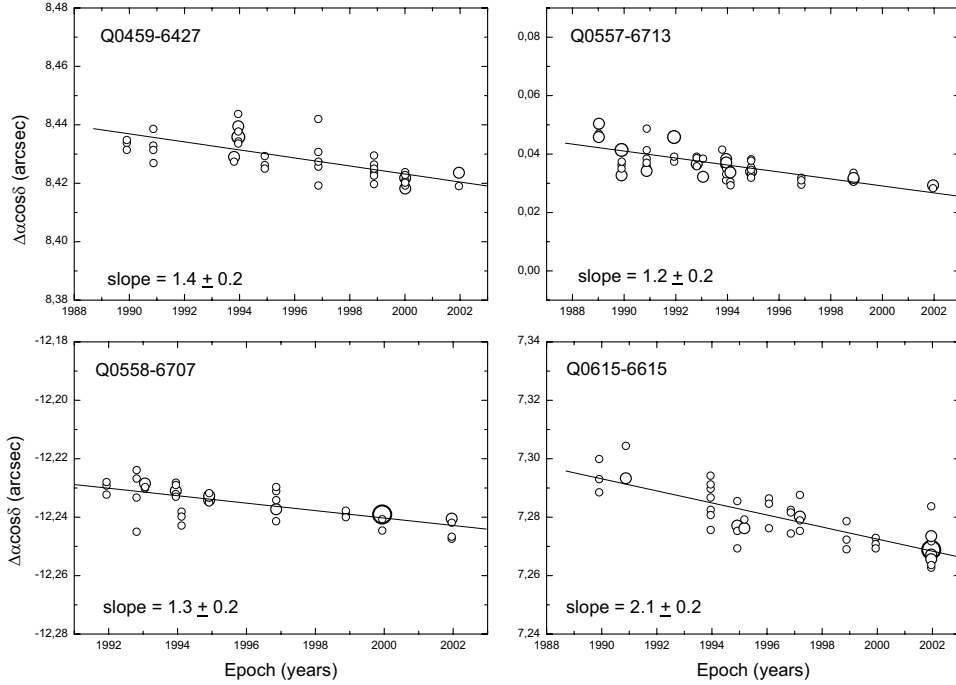 Q0459-6427
Δαcosδ (arcsec)
8,48
8,46
8,44
8,42
8,40
8,38
slope = 1.4 ± 0.2
1988 1990 1992 1994 1996 1998 2000 2002
Q0557-6713
0,08
0,06
0,04
0,02
0,00
slope = 1.2 ± 0.2
1988 1990 1992 1994 1996 1998 2000 2002
Q0558-6707
Δαcosδ (arcsec)
-12,18
-12,20
-12,22
-12,24
-12,26
-12,28
slope = 1.3 ± 0.2
1992 1994 1996 1998 2000 2002
Epoch (years)
Q0615-6615
7,34
7,32
7,30
7,28
7,26
7,24
slope = 2.1 ± 0.2
1990 1992 1994 1996 1998 2000 2002
Epoch (years)